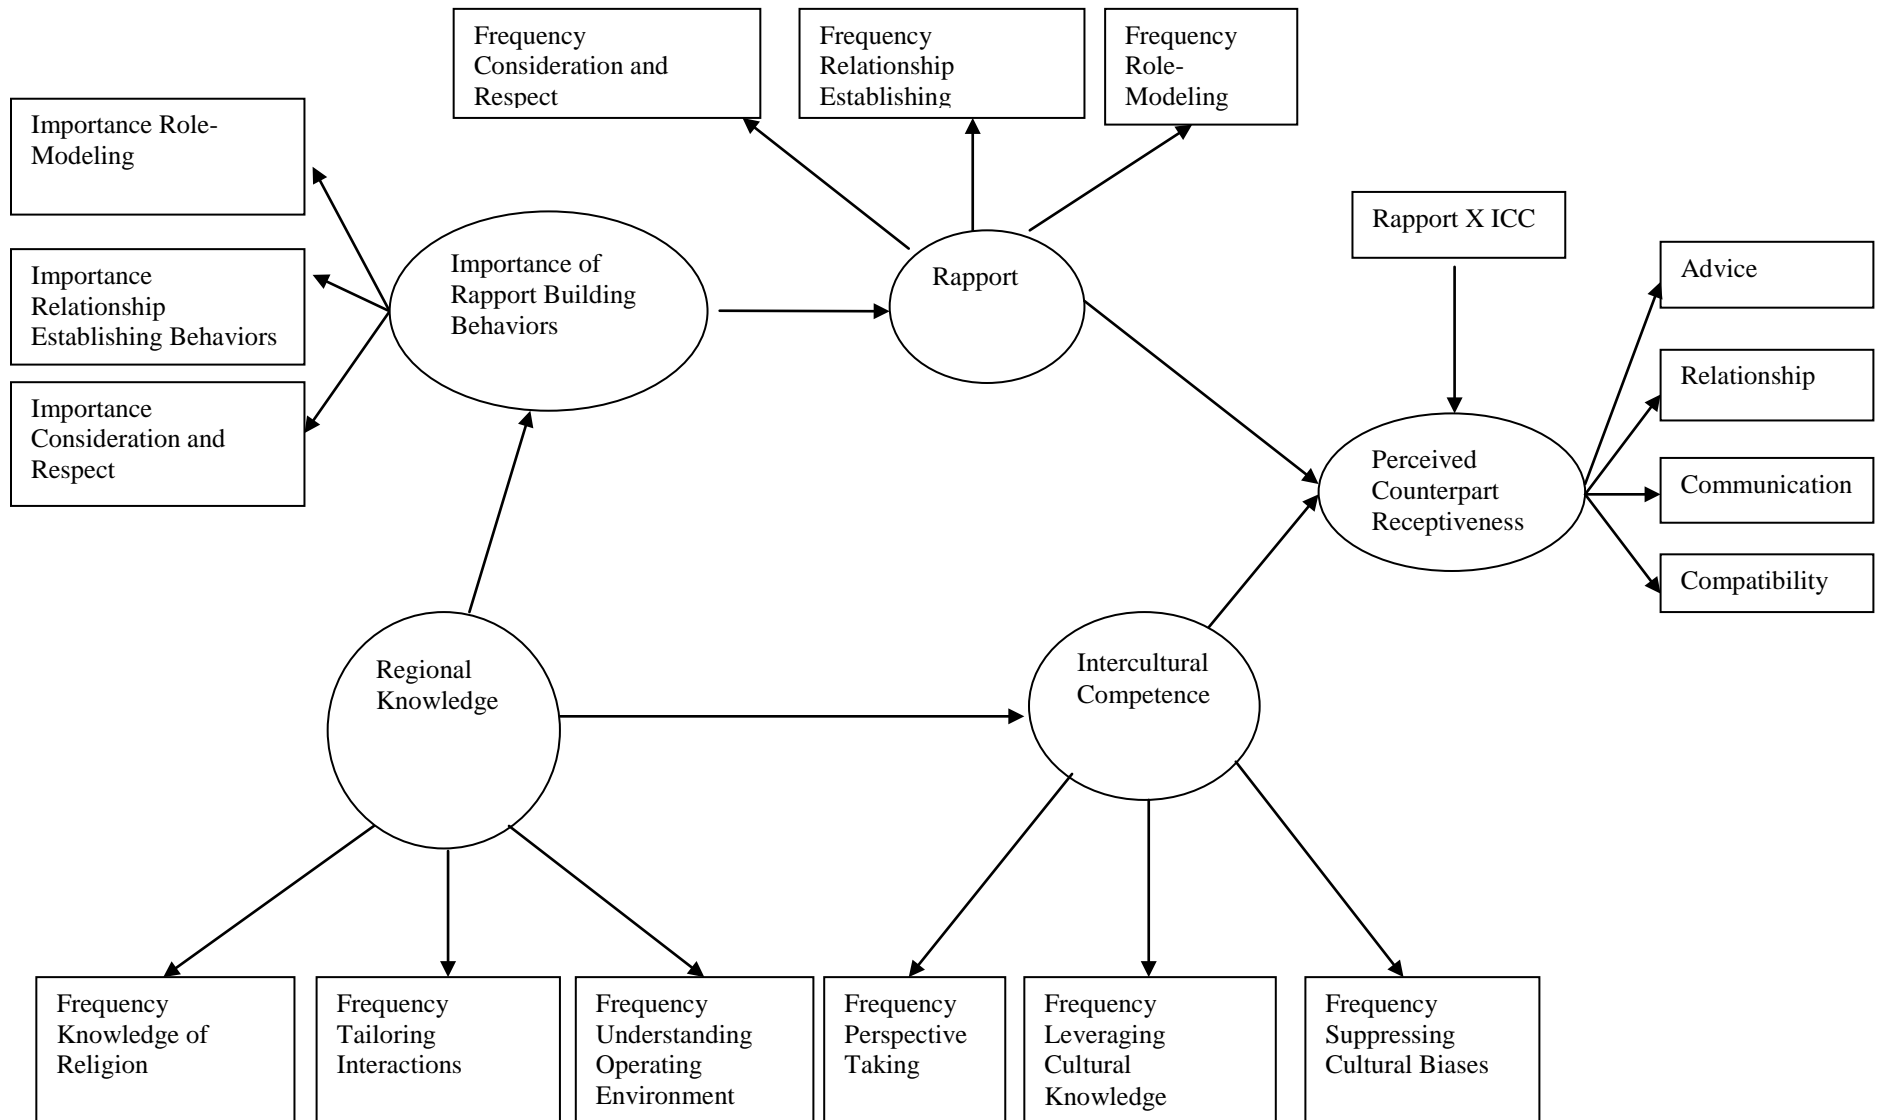 Frequency
Consideration and
Respect
Frequency
Relationship
Establishing
Frequency
Role-
Modeling
Importance Role-
Modeling
Importance
Relationship
Establishing Behaviors
Importance
Consideration and
Respect
Importance of
Rapport Building
Behaviors
Rapport
Rapport X ICC
Advice
Relationship
Communication
Compatibility
Perceived
Counterpart
Receptiveness
Regional
Knowledge
Intercultural
Competence
Frequency
Knowledge of
Religion
Frequency
Tailoring
Interactions
Frequency
Understanding
Operating
Environment
Frequency
Perspective
Taking
Frequency
Leveraging
Cultural
Knowledge
Frequency
Suppressing
Cultural Biases